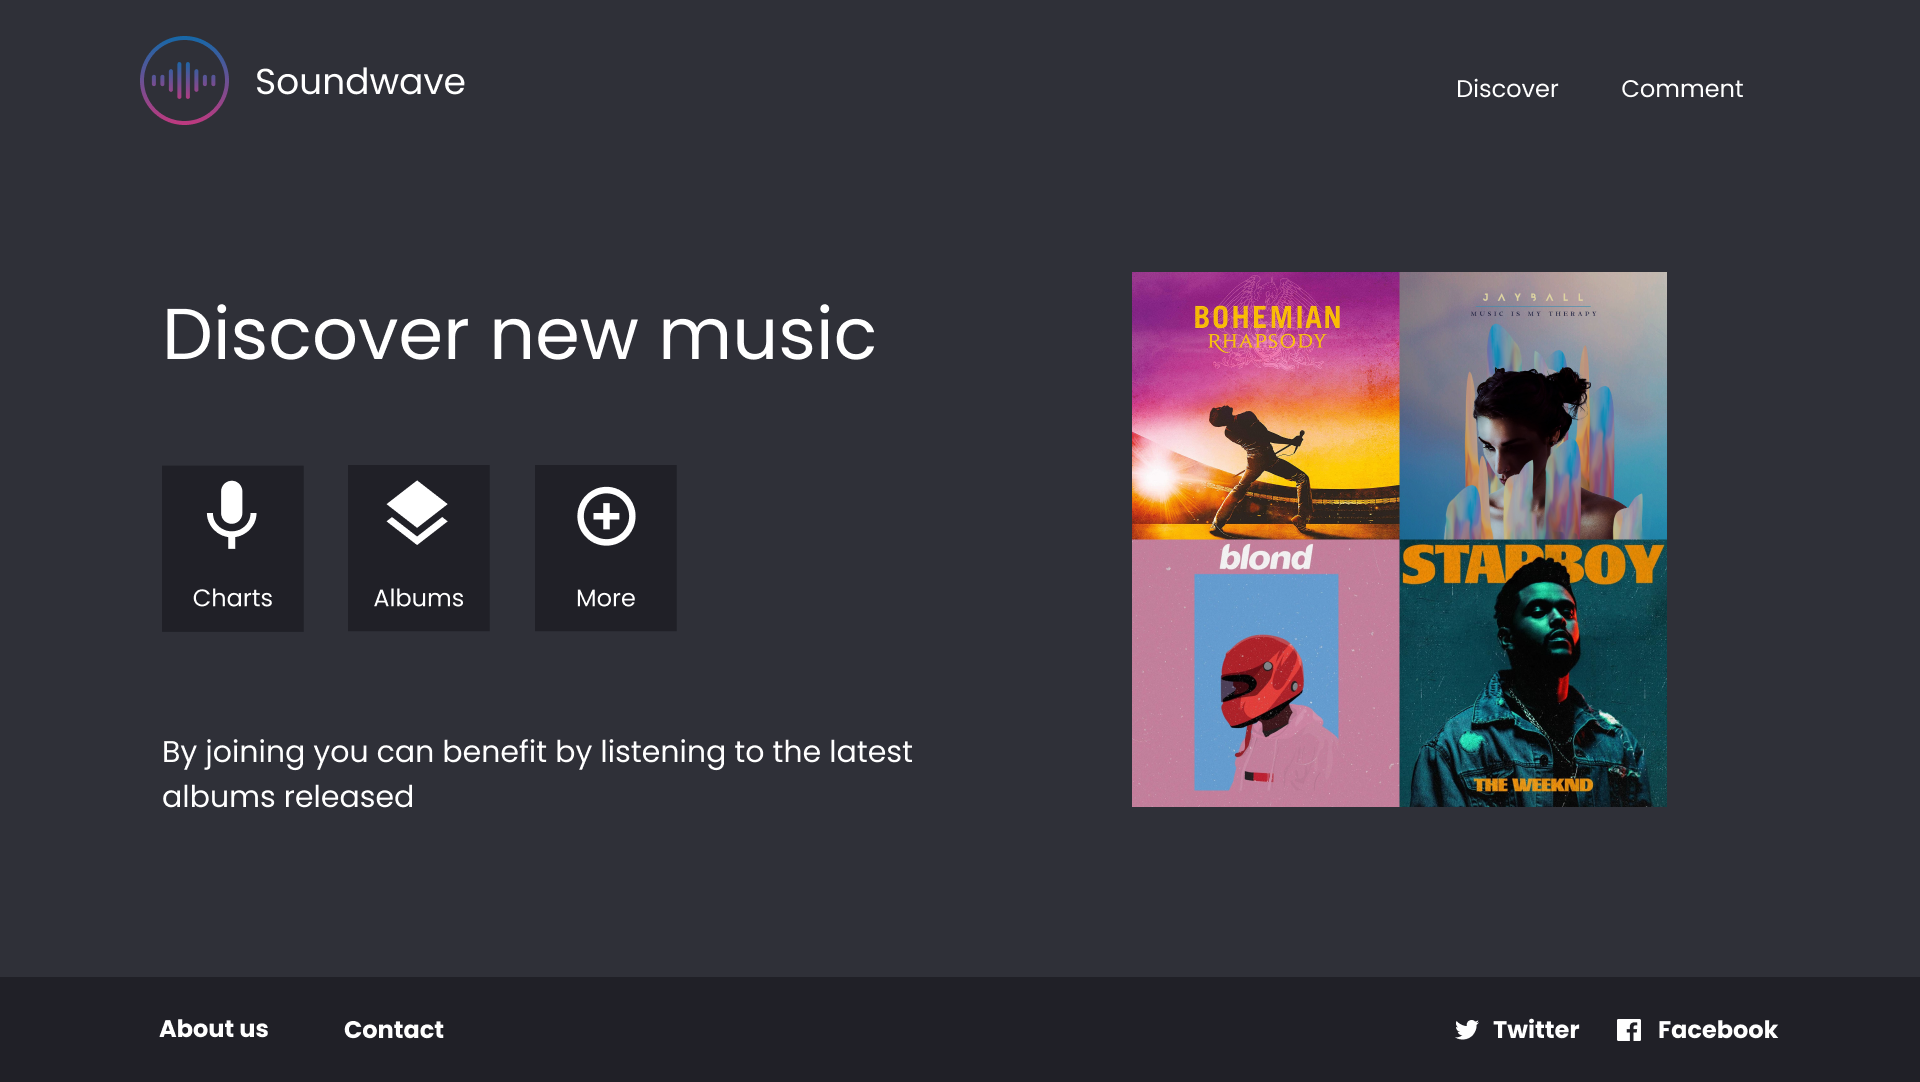 Soundwave
Discover
Comment
Discover new music
Charts
Albums
More
By joining you can benefit by listening to the latest
albums released
BOHEMIAN
RHAPSODY
JAYBALL
MUSIC IS MY THERAPY
blond
STARBOY
THE WEEKND
About us
Contact
Twitter
Facebook